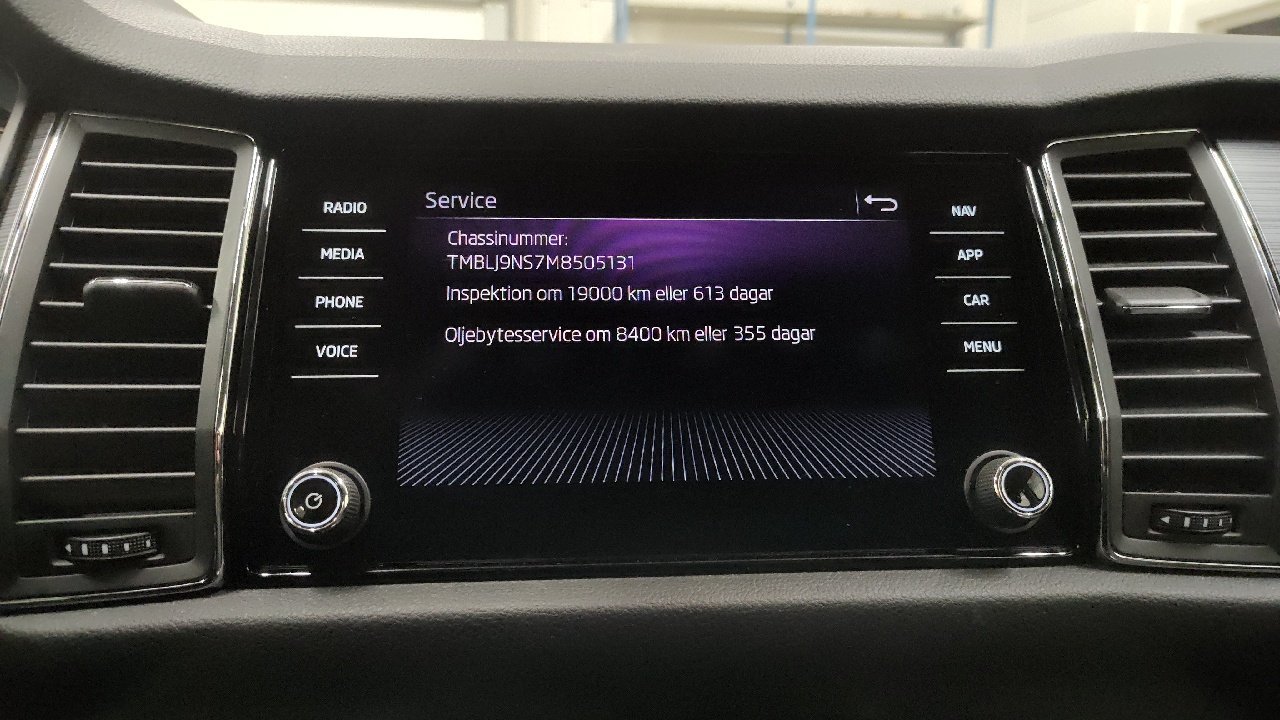 RADIO
MEDIA
PHONE
VOICE
Service
Chassinummer:
TMBLJ9NS7M8505131
Inspektion om 19000 km eller 613 dagar
Oljebytesservice om 8400 km eller 355 dagar
NAV
APP
CAR
MENU